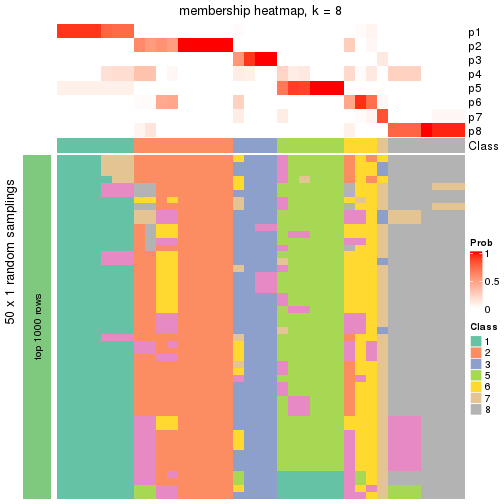 membership heatmap, k = 8
p1
p2
p3
p4
p5
p6
p7
p8
Class
50 x 1 random samplings
top 1000 rows
Prob
1
0.5
0
Class
1
2
3
4
5
6
7
8